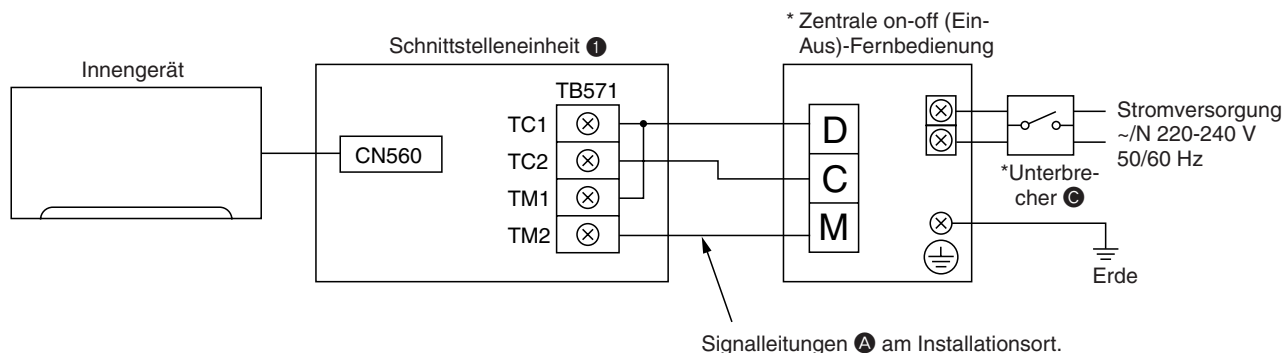 * Zentrale on-off (Ein-
Aus)-Fernbedienung
Schnittstelleneinheit ❶
Innengerät
TB571
TC1
TC2
TM1
TM2
CN560
D
C
M
Stromversorgung
~/N 220-240 V
50/60 Hz
*Unterbre-
cher Ⓒ
Erde
Signalleitungen Ⓐ am Installationsort.